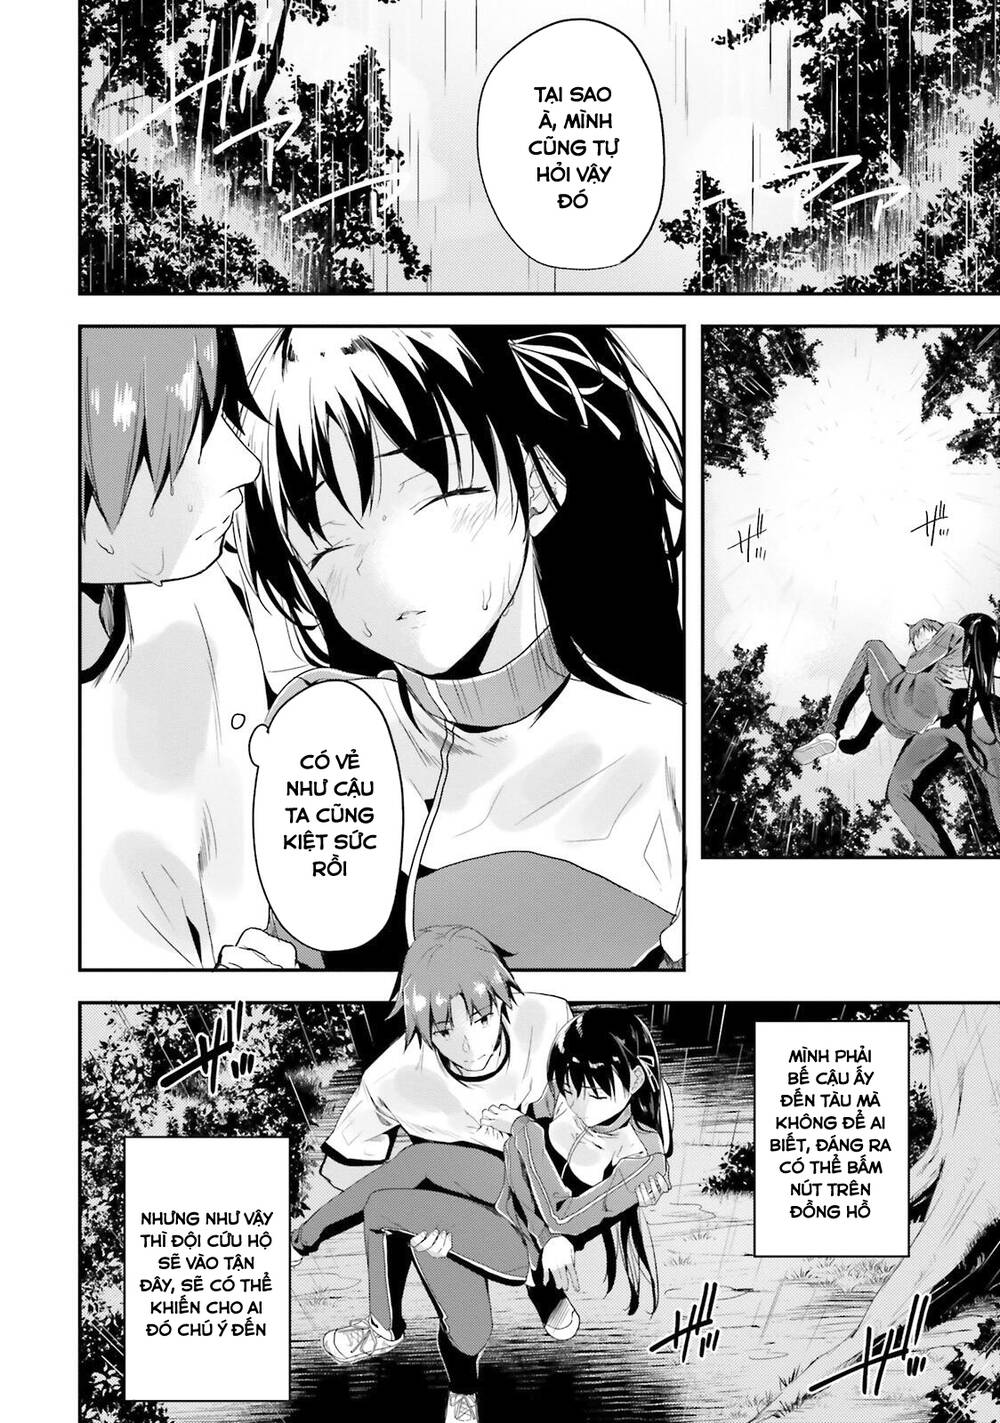 TẠI SAO
À, MÌNH
CŨNG TỰ
HỎI VẬY
ĐÓ
CÓ VẺ
NHƯ CẬU
TA CŨNG
KIỆT SỨC
RỒI
MÌNH PHẢI
BẾ CẬU ẤY
ĐẾN TÀU MÀ
KHÔNG ĐỂ AI
BIẾT, ĐÁNG RA
CÓ THỂ BẤM
NÚT TRÊN
ĐỒNG HỒ
NHƯNG NHƯ VẬY
THÌ ĐỘI CỨU HỘ
SẼ VÀO TẬN
ĐÂY, SẼ CÓ THỂ
KHIẾN CHO AI
ĐÓ CHÚ Ý ĐẾN